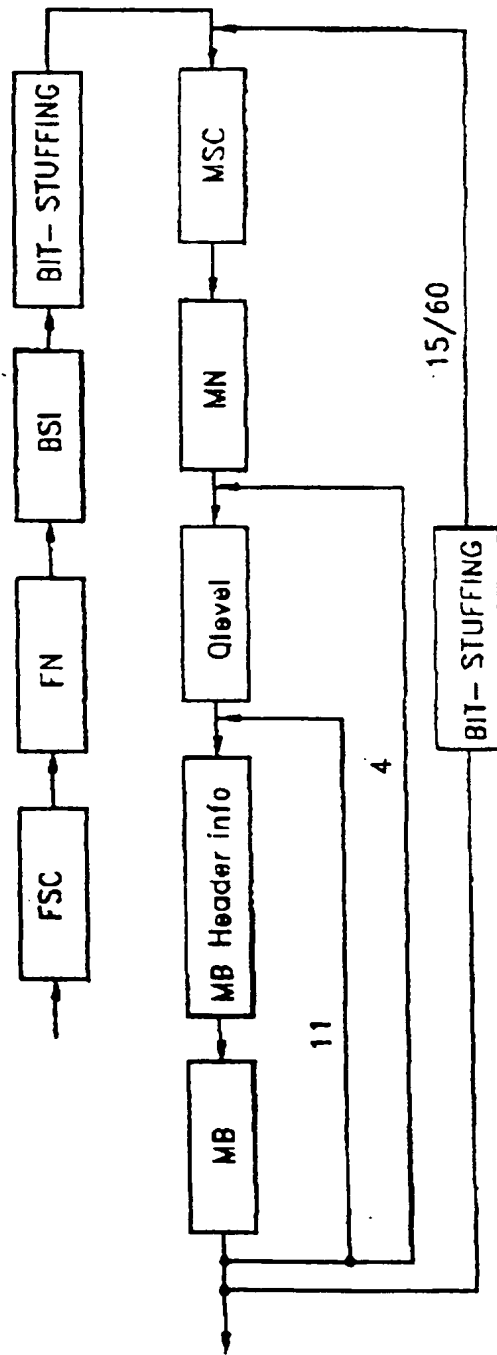 FSC
FN
BSI
BIT-STUFFING
MSC
MN
Qlevel
MB Header info
MB
11
4
BIT-STUFFING
15/60